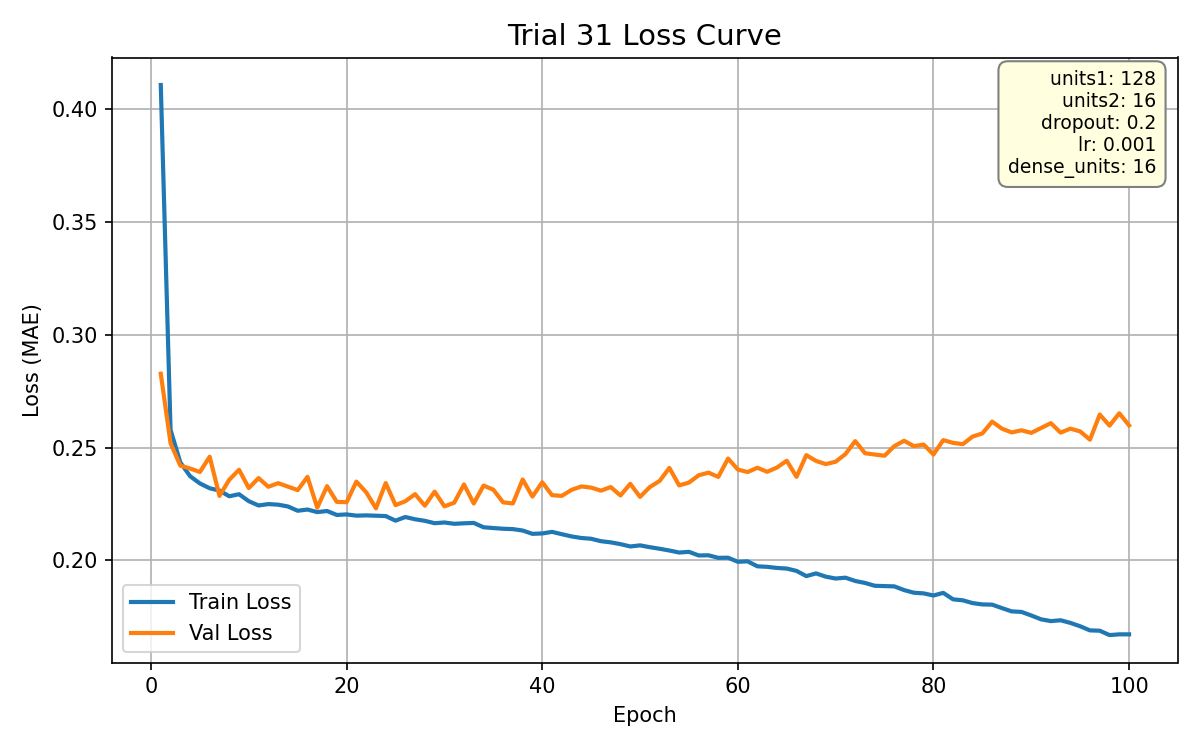 Trial 31 Loss Curve
units1: 128
units2: 16
dropout: 0.2
lr: 0.001
dense_units: 16
0.40
0.35
0.30
0.25
0.20
Loss (MAE)
Train Loss
Val Loss
0 20 40 60 80 100
Epoch